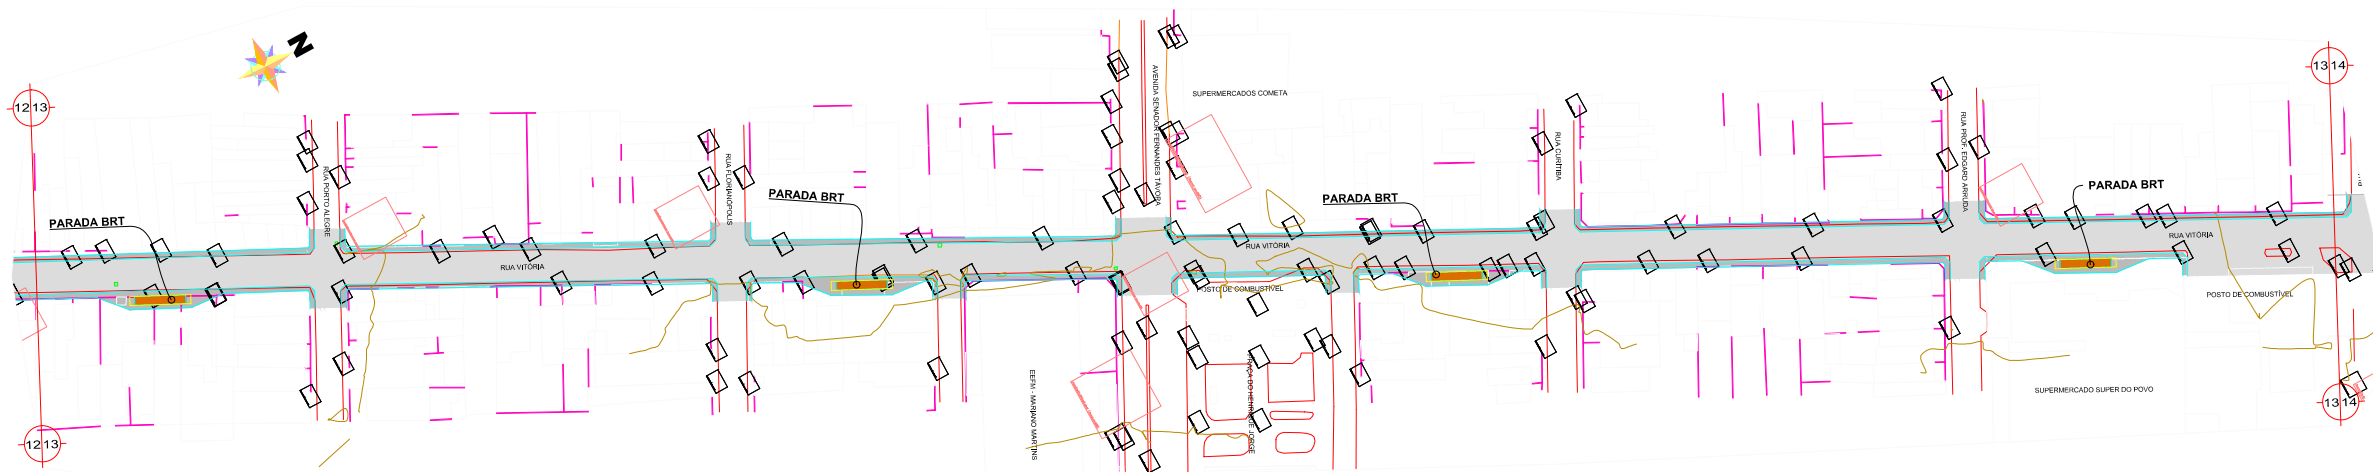 N
12 13
13 14
PARADA BRT
RUA PORTO ALEGRE
RUA FLORIANÓPOLIS
PARADA BRT
AVENIDA SENADOR FERNANDES TÁVORA
SUPERMERCADOS COMETA
PARADA BRT
RUA CURITIBA
RUA PROF. EDGARD ARRUDA
PARADA BRT
RUA VITÓRIA
RUA VITÓRIA
RUA VITÓRIA
POSTO DE COMBUSTÍVEL
POSTO DE COMBUSTÍVEL
EEFM - MARIANO MARTINS
PRAÇA DO HENRIQUE JORGE
SUPERMERCADO SUPER DO POVO
12 13
13 14